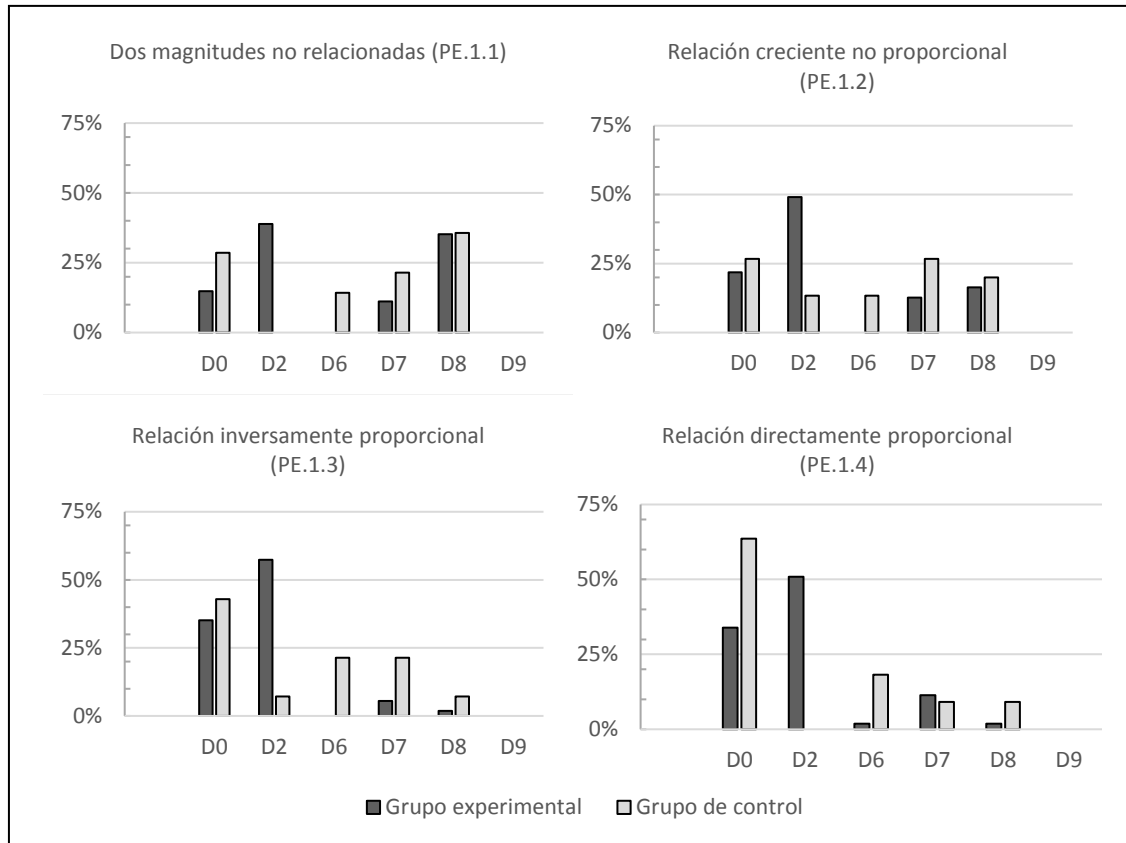 Dos magnitudes no relacionadas (PE.1.1)
75%
50%
25%
0%
D0 D2 D6 D7 D8 D9
Relación creciente no proporcional
(PE.1.2)
75%
50%
25%
0%
D0 D2 D6 D7 D8 D9
Relación inversamente proporcional
(PE.1.3)
75%
50%
25%
0%
D0 D2 D6 D7 D8 D9
Relación directamente proporcional
(PE.1.4)
75%
50%
25%
0%
D0 D2 D6 D7 D8 D9
Grupo experimental Grupo de control